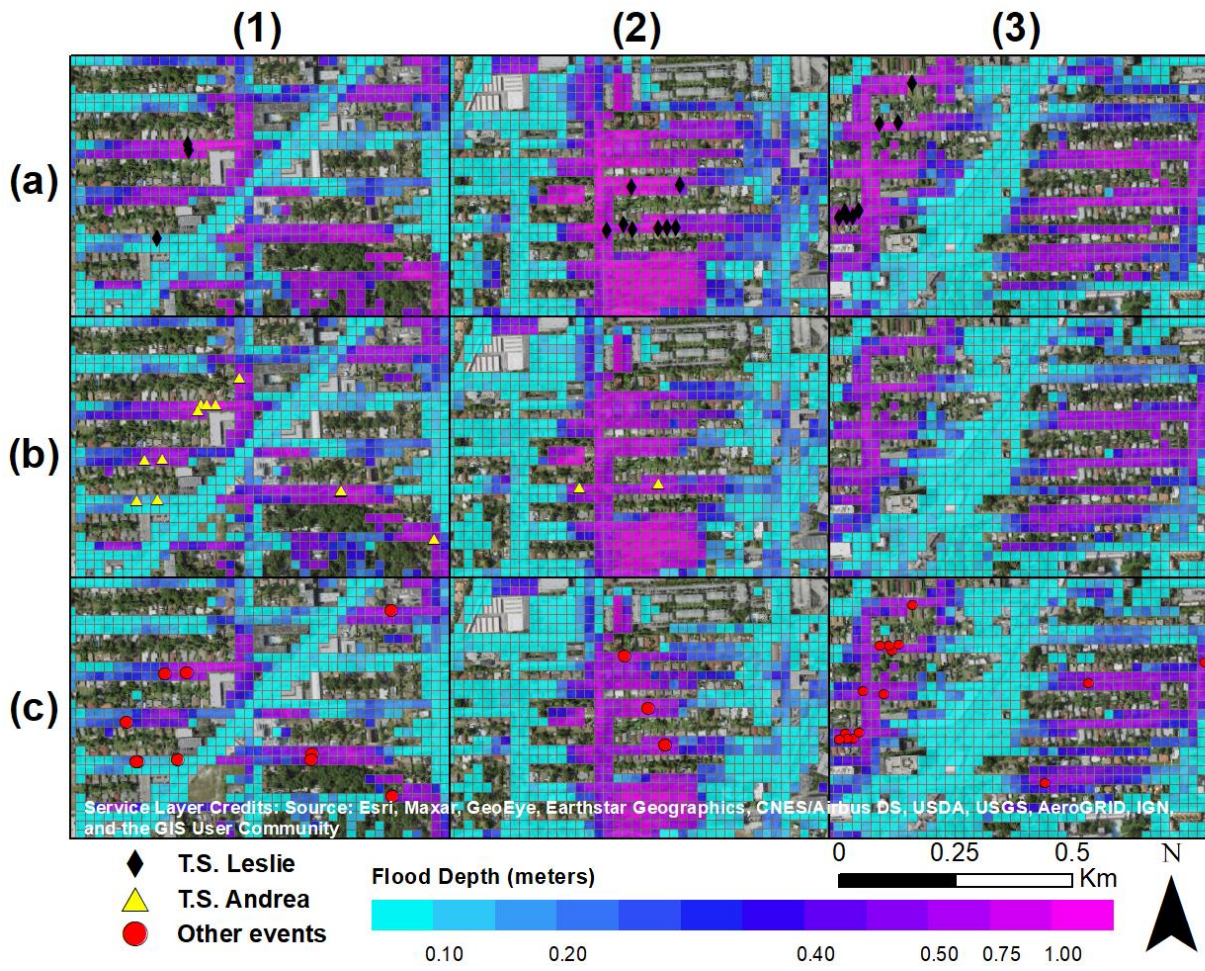 (1) (2) (3)
(a)
(b)
(c)
Service Layer Credits: Source: Esri, Maxar, GeoEye, Earthstar Geographics, CNES/Airbus DS, USDA, USGS, AeroGRID, IGN,
and the GIS User Community
T.S. Leslie
T.S. Andrea
Other events
Flood Depth (meters)
0.10 0.20 0.40 0.50 0.75 1.00
0 0.25 0.5
Km
N